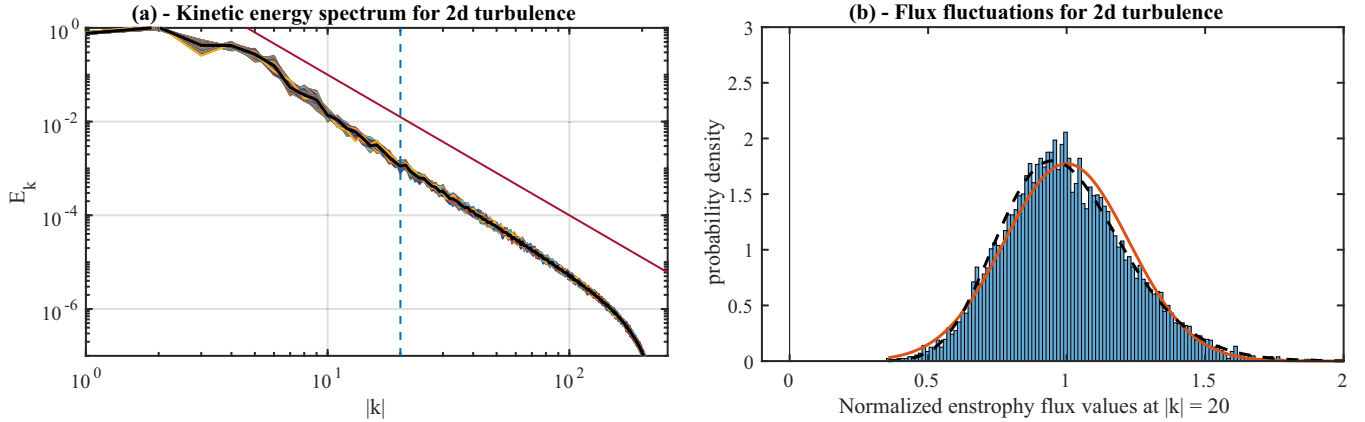 (a) - Kinetic energy spectrum for 2d turbulence
10^0
10^-2
10^-4
10^-6
E_k
10^0 10^1 10^2
|k|
(b) - Flux fluctuations for 2d turbulence
3
2.5
2
1.5
1
0.5
0
probability density
0 0.5 1 1.5 2
Normalized enstrophy flux values at |k| = 20